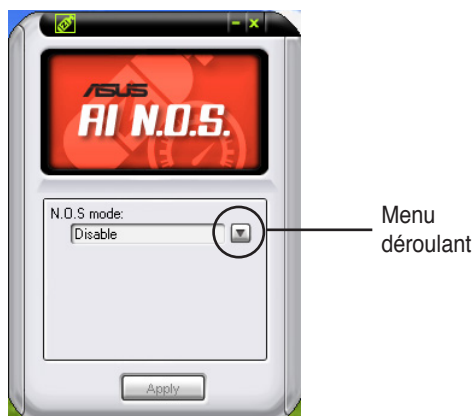 ASUS
AI N.O.S.
N.O.S mode:
Disable
Menu
déroulant
Apply